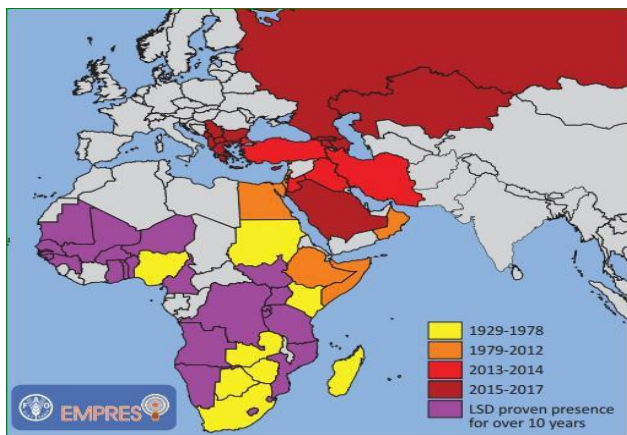 1929-1978
1979-2012
2013-2014
2015-2017
LSD proven presence
for over 10 years
EMPRES